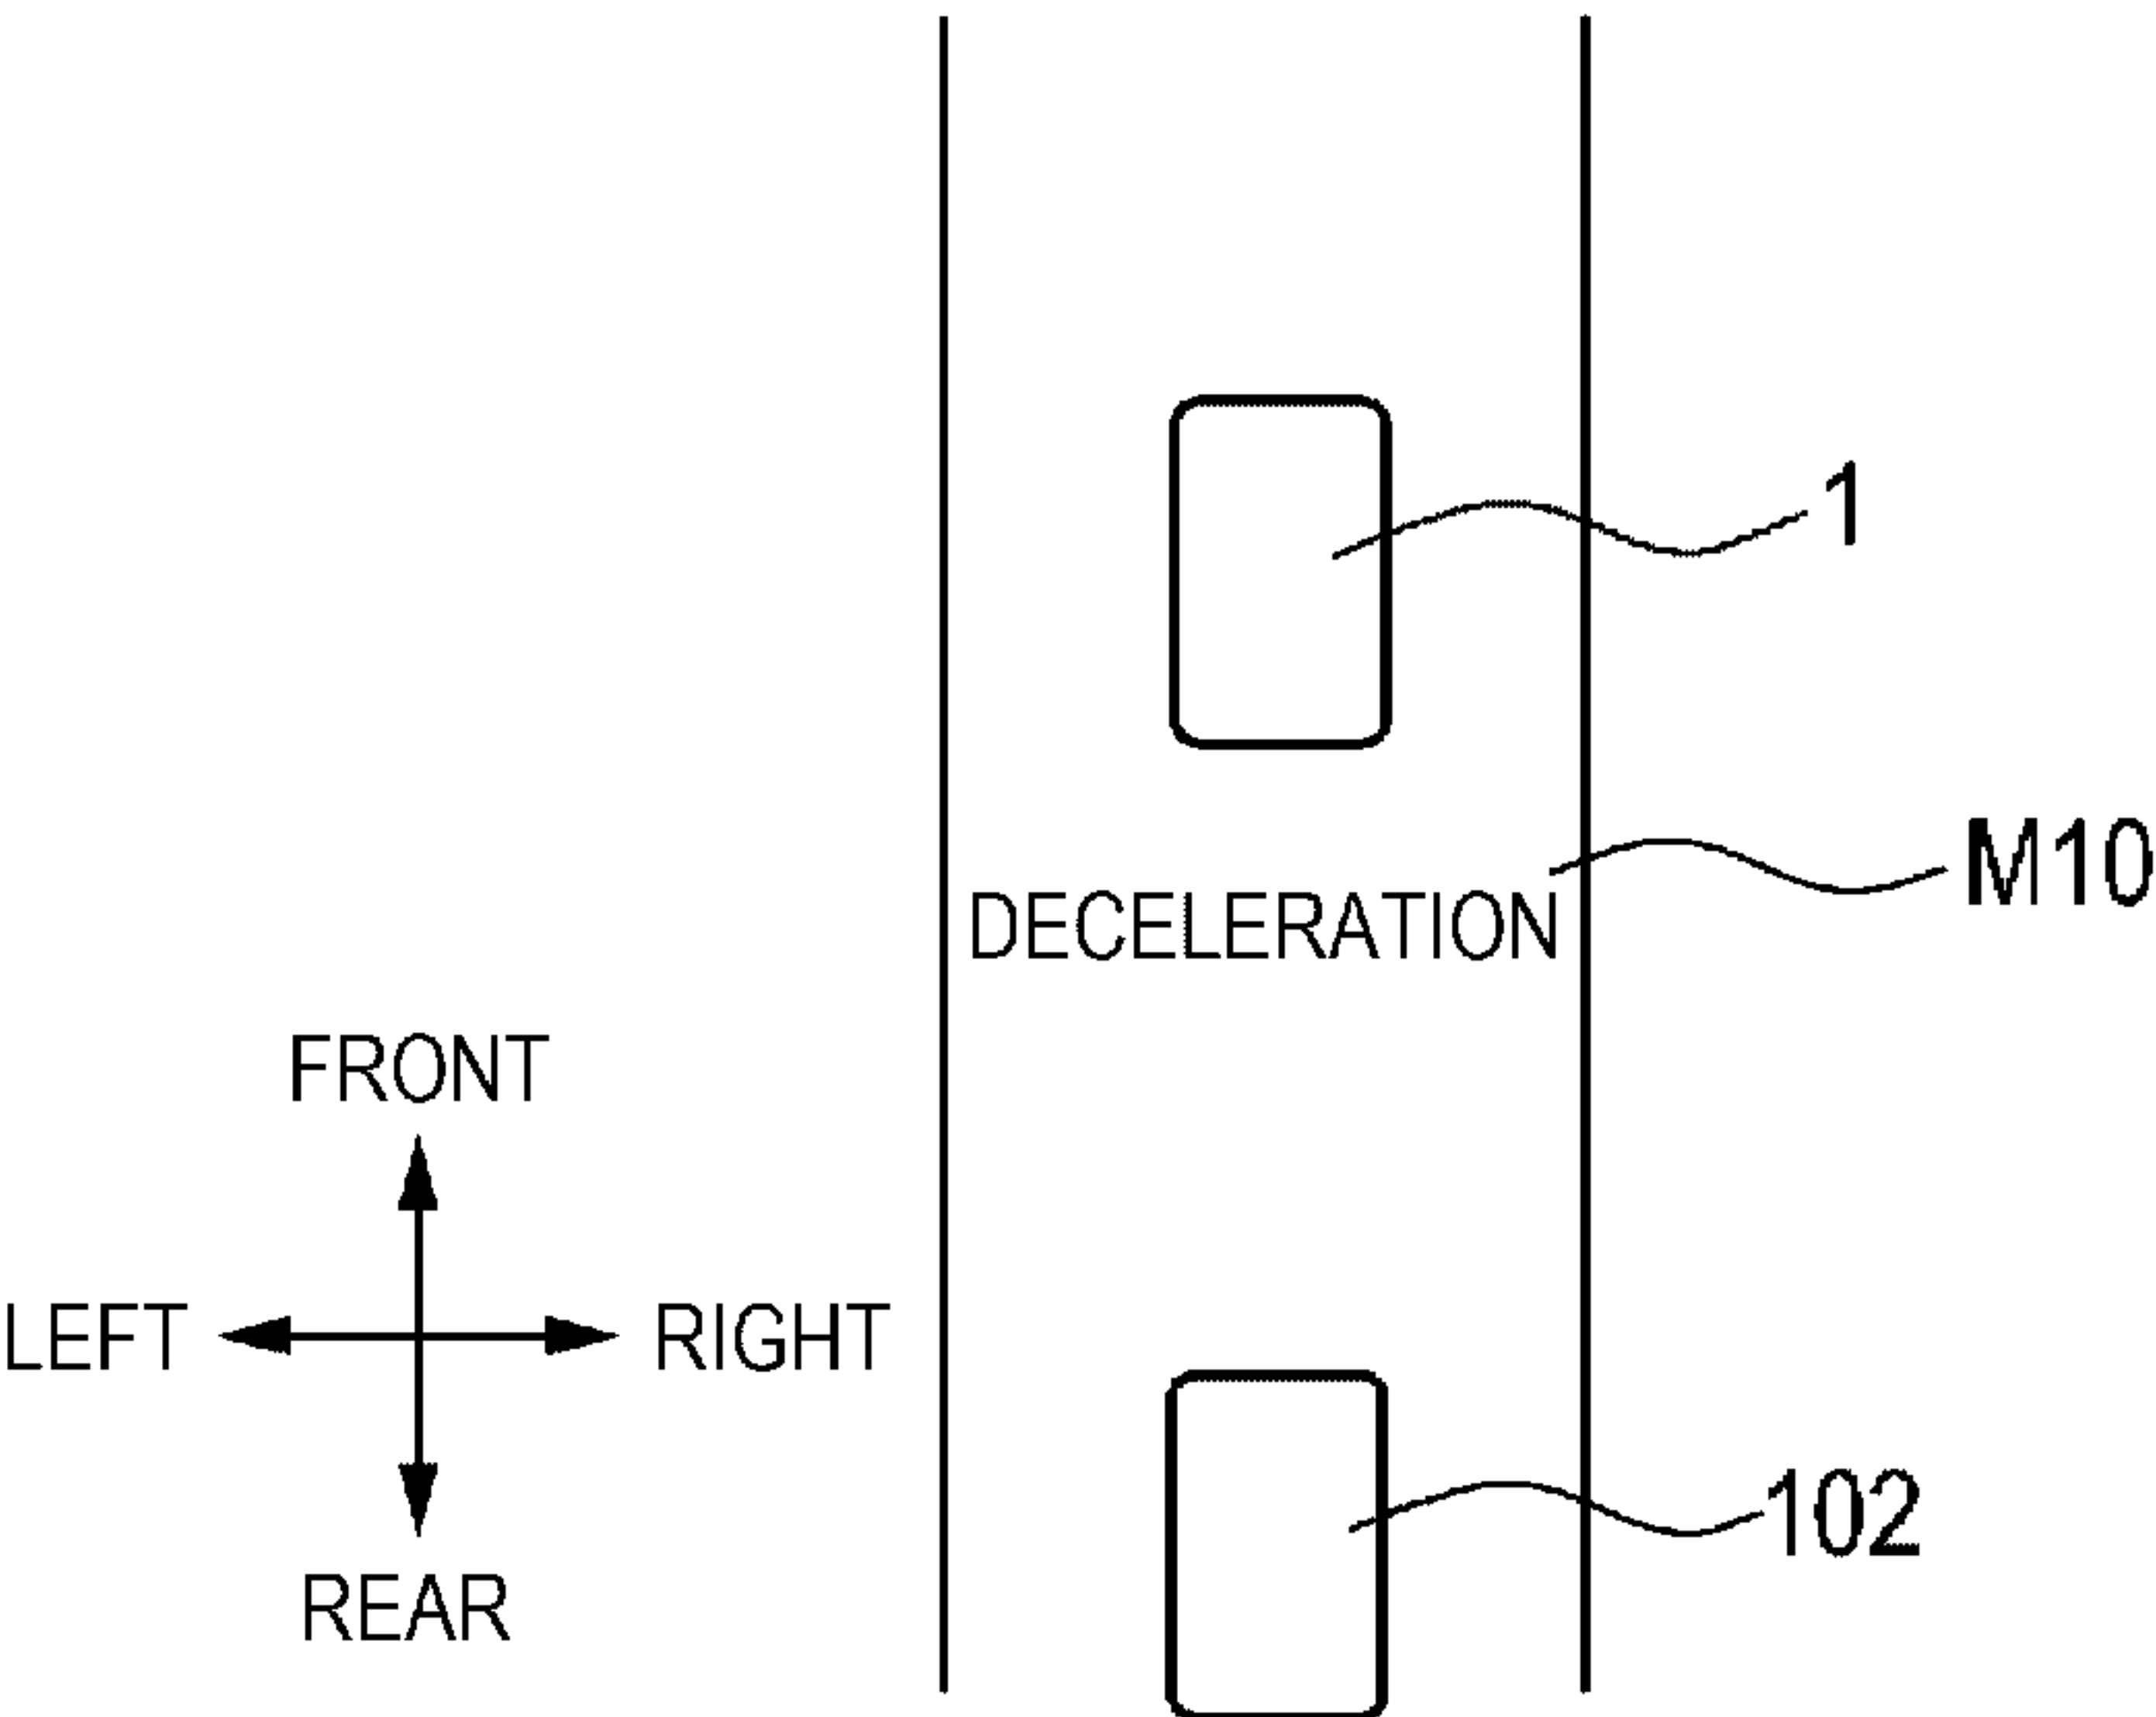 1
M10
DECELERATION
FRONT
LEFT RIGHT
REAR
102